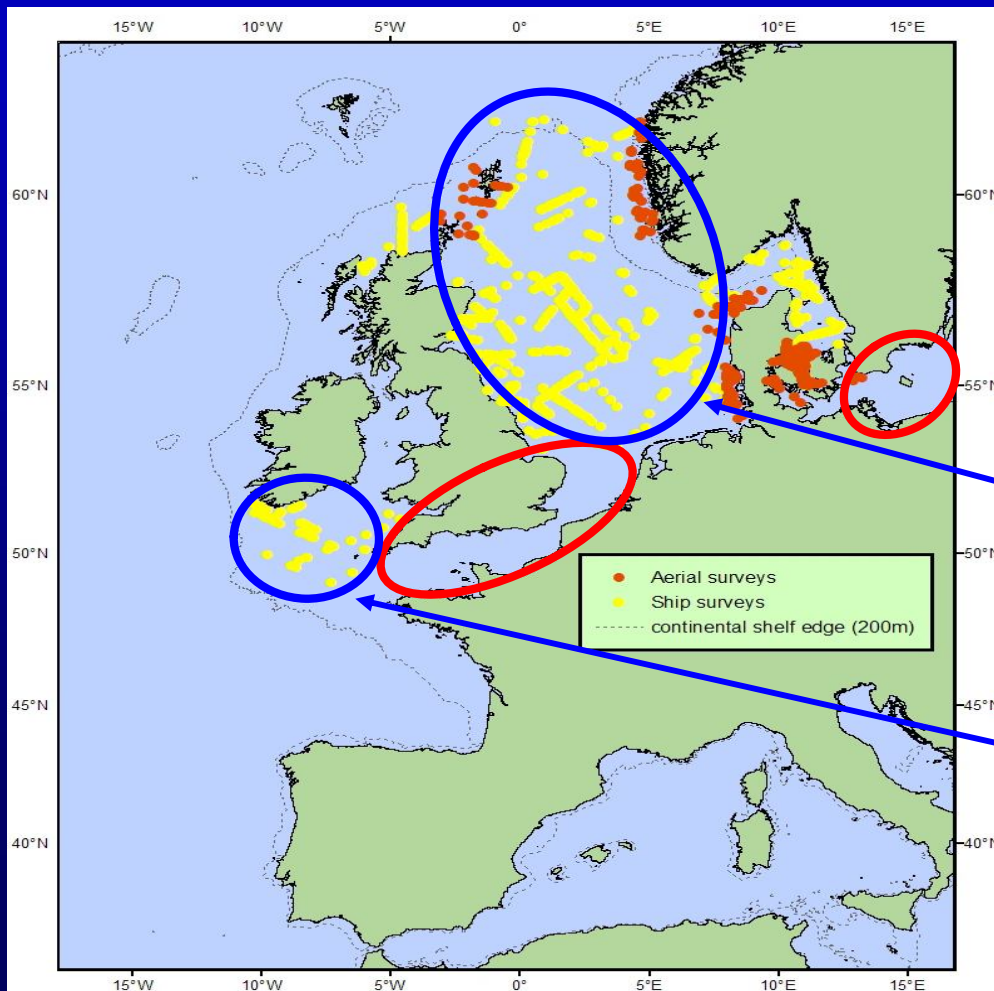 15°W 10°W 5°W 0° 5°E 10°E 15°E
60°N 60°N
55°N 55°N
50°N 50°N
Aerial surveys
Ship surveys
continental shelf edge (200m)
45°N 45°N
40°N 40°N
15°W 10°W 5°W 0° 5°E 10°E 15°E